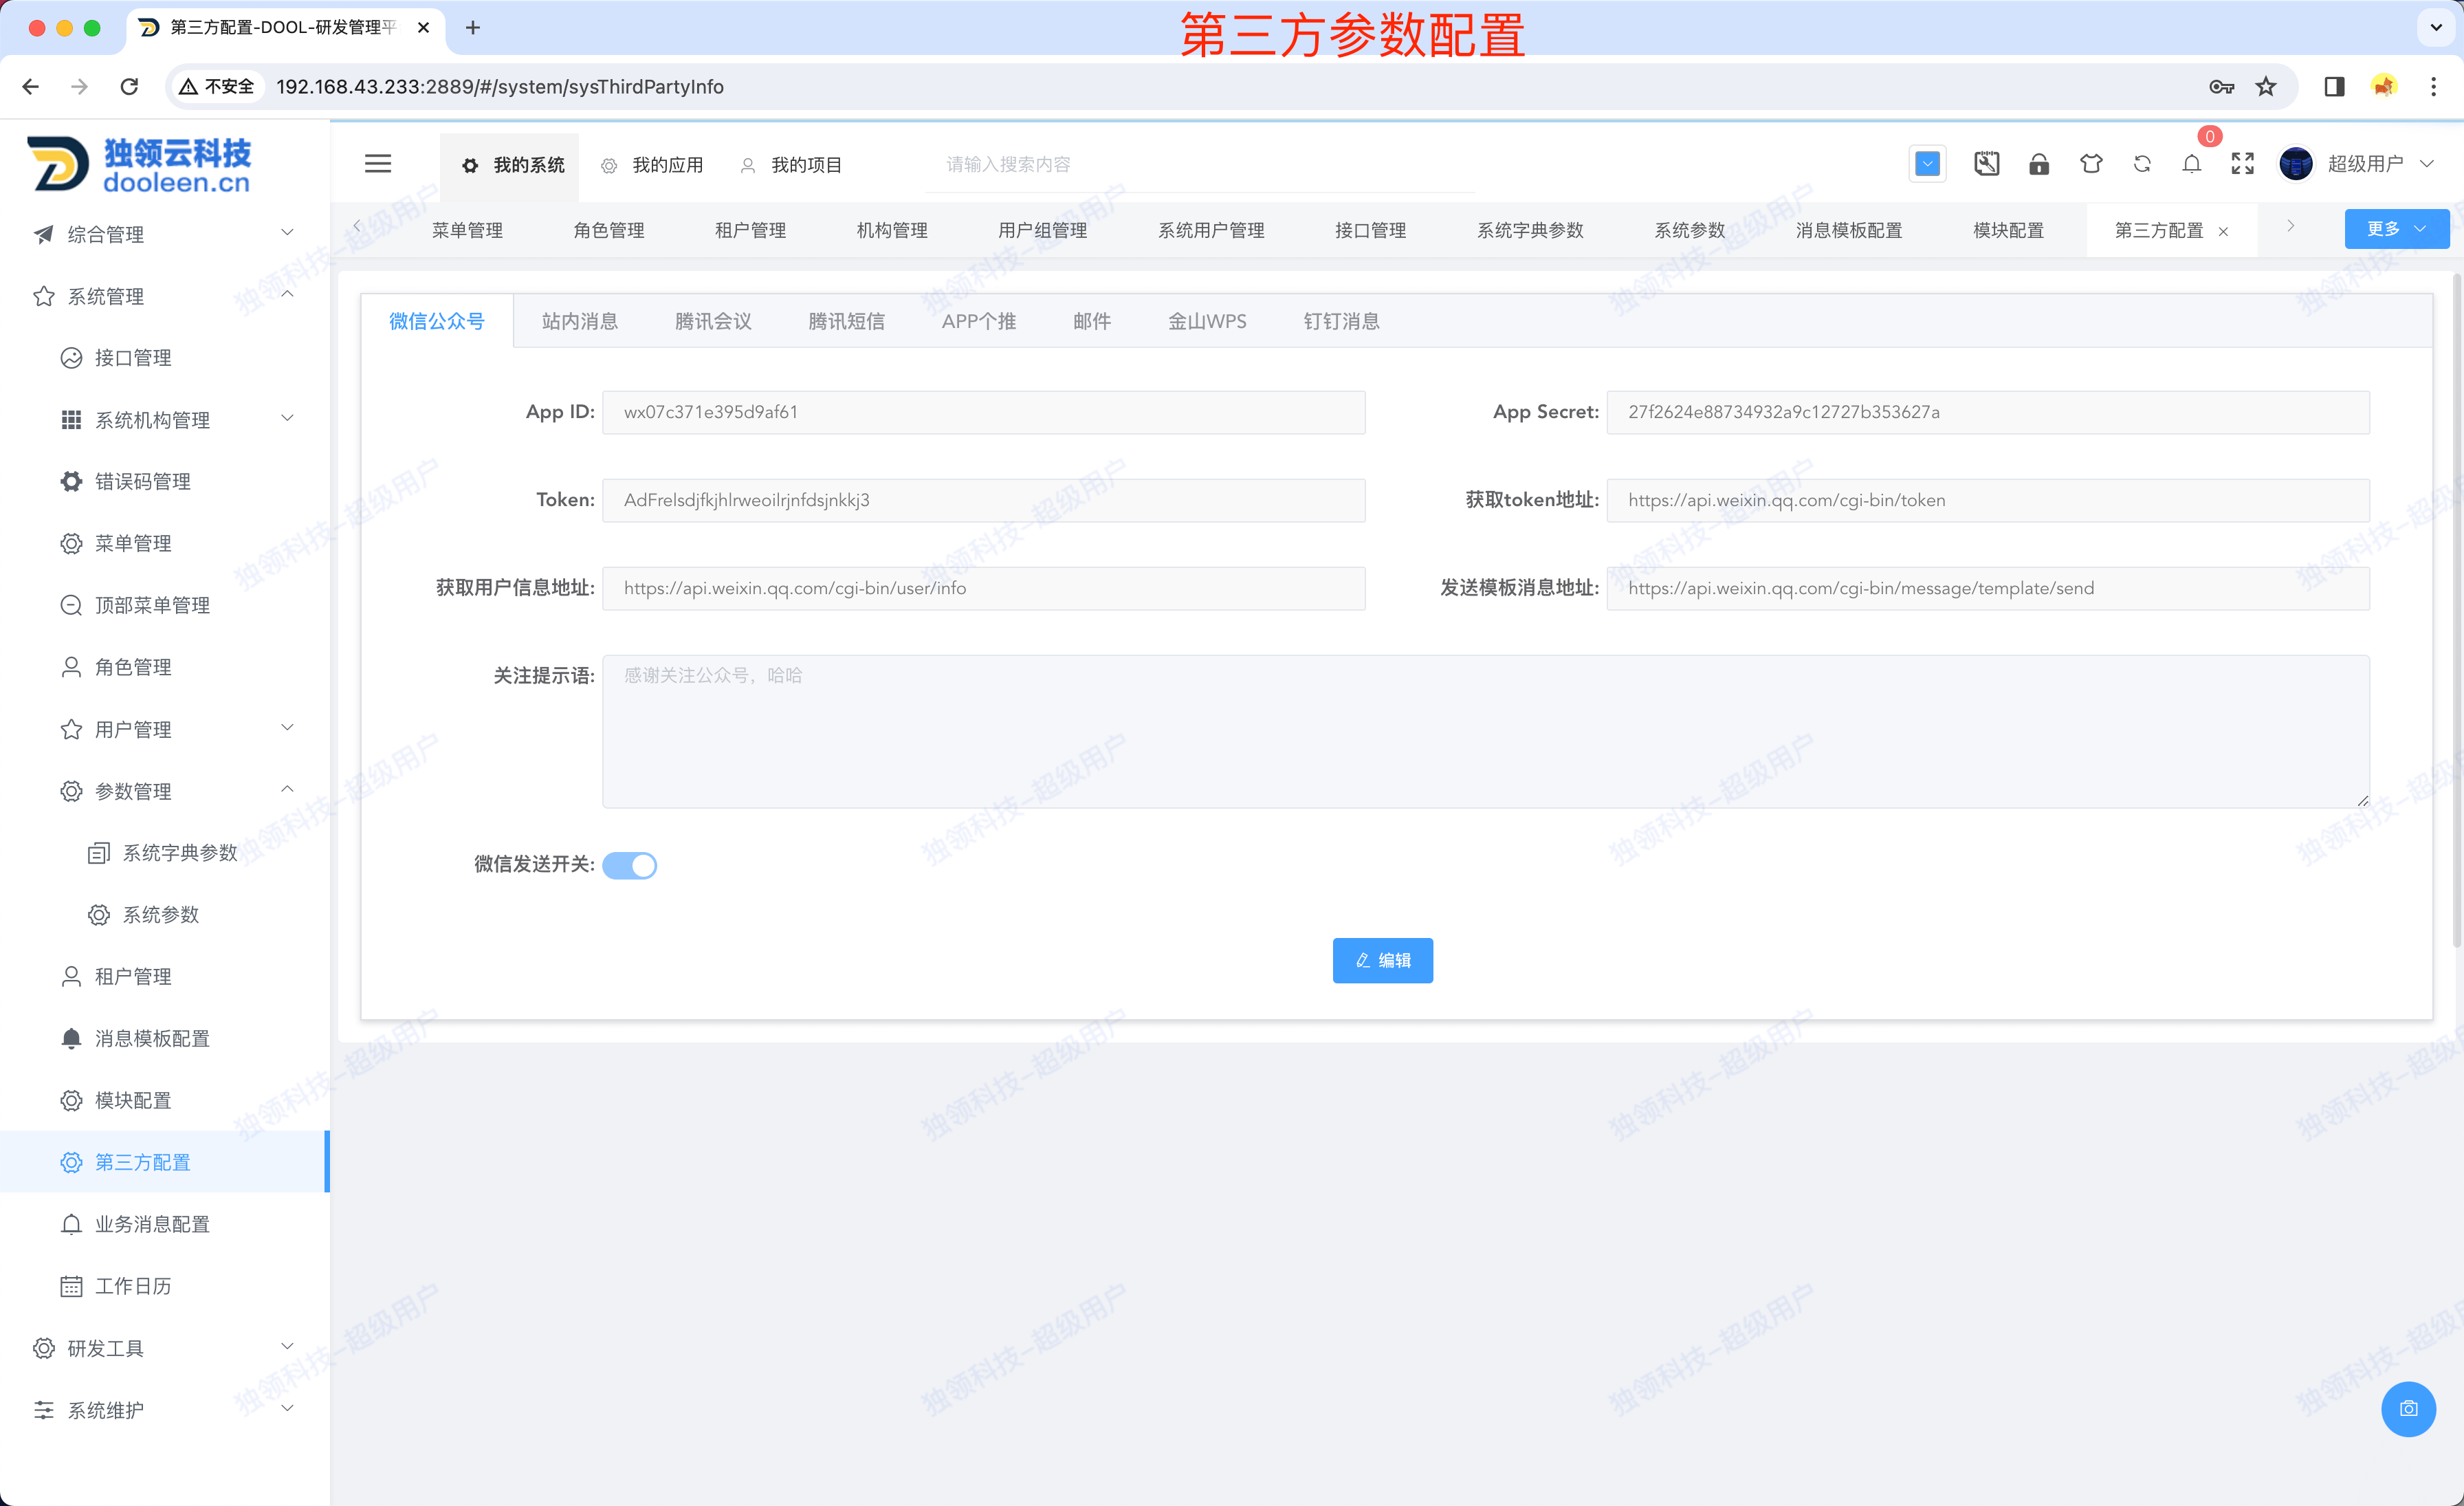 第三方配置-DOOL-研发管理平
第三方参数配置
不安全 192.168.43.233:2889/#/system/sysThirdPartyInfo
独领云科技
dooleen.cn
我的系统 我的应用 我的项目 请输入搜索内容 0 超级用户
菜单管理 角色管理 租户管理 机构管理 用户组管理 系统用户管理 接口管理 系统字典参数 系统参数 消息模板配置 模块配置 第三方配置 更多
综合管理
系统管理
接口管理
系统机构管理
错误码管理
菜单管理
顶部菜单管理
角色管理
用户管理
参数管理
系统字典参数
系统参数
租户管理
消息模板配置
模块配置
第三方配置
业务消息配置
工作日历
研发工具
系统维护
微信公众号 站内消息 腾讯会议 腾讯短信 APP个推 邮件 金山WPS 钉钉消息
App ID: wx07c371e395d9af61 App Secret: 27f2624e88734932a9c12727b353627a
Token: AdFrelsdjfkjhlrweoilrjnfdsjnkkj3 获取token地址: https://api.weixin.qq.com/cgi-bin/token
获取用户信息地址: https://api.weixin.qq.com/cgi-bin/user/info 发送模板消息地址: https://api.weixin.qq.com/cgi-bin/message/template/send
关注提示语: 感谢关注公众号，哈哈
微信发送开关:
编辑
独领科技-超级用户